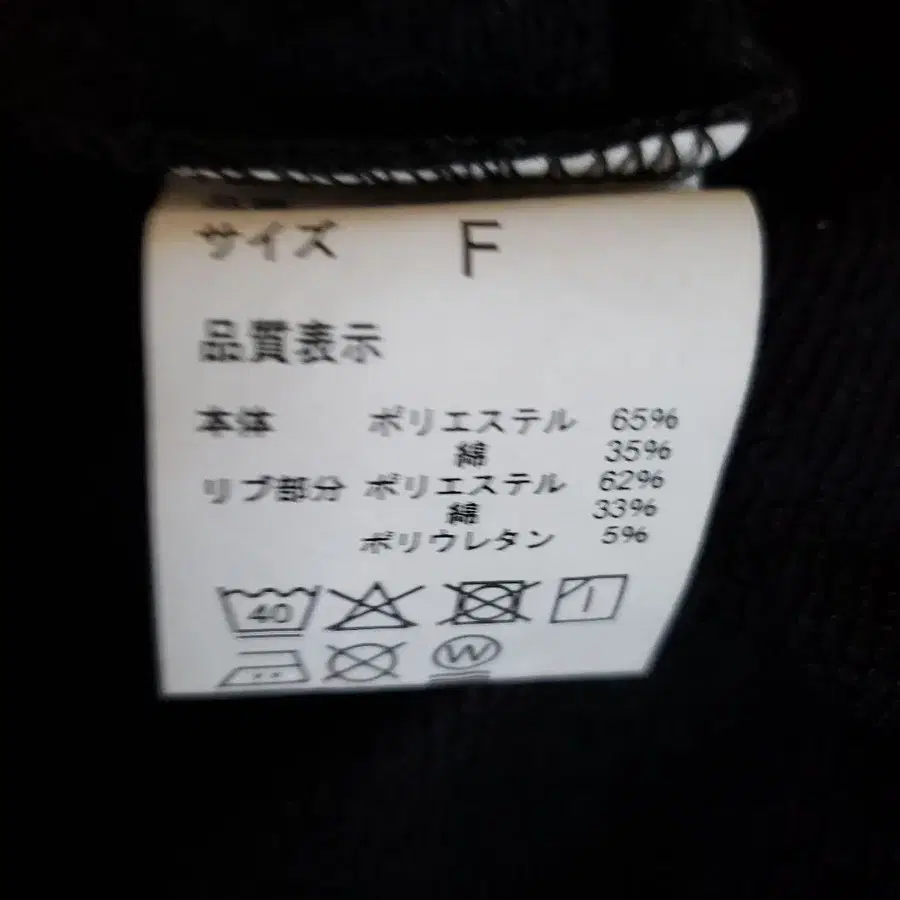 サイズ F
品質表示
本体 ポリエステル 65%
綿 35%
リブ部分 ポリエステル 62%
綿 33%
ポリウレタン 5%
40
W